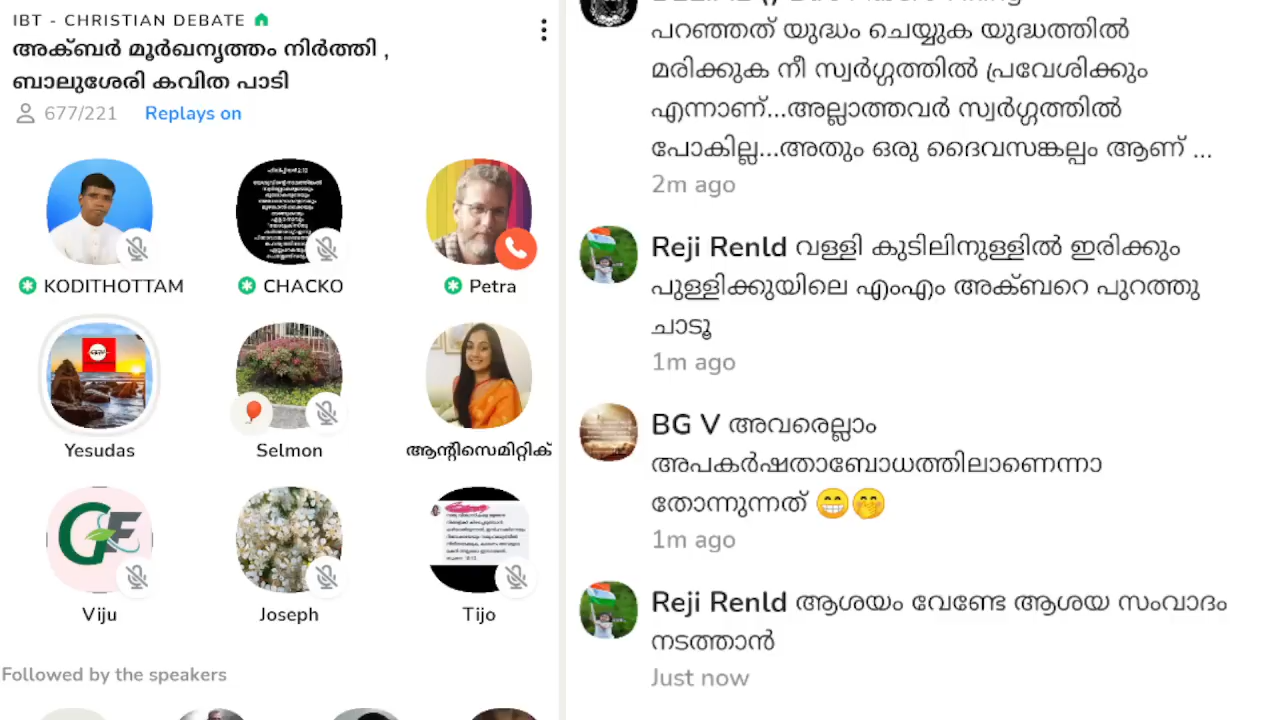 IBT - CHRISTIAN DEBATE
അക്ബർ മൂർഖനൃത്തം നിർത്തി ,
ബാലുശേരി കവിത പാടി
677/221 Replays on
KODITHOTTAM
CHACKO
Petra
Yesudas
Selmon
ആന്റിസെമിറ്റിക്
GF
Viju
Joseph
Tijo
Followed by the speakers
പറഞ്ഞത് യുദ്ധം ചെയ്യുക യുദ്ധത്തിൽ
മരിക്കുക നീ സ്വർഗ്ഗത്തിൽ പ്രവേശിക്കും
എന്നാണ്...അല്ലാത്തവർ സ്വർഗ്ഗത്തിൽ
പോകില്ല...അതും ഒരു ദൈവസങ്കല്പം ആണ് ...
2m ago
Reji Renld വള്ളി കുടിലിനുള്ളിൽ ഇരിക്കും
പുള്ളിക്കുയിലെ എംഎം അക്ബറെ പുറത്തു
ചാടൂ
1m ago
BG V അവരെല്ലാം
അപകർഷതാബോധത്തിലാണെന്നാ
തോന്നുന്നത് 😁🤭
1m ago
Reji Renld ആശയം വേണ്ടേ ആശയ സംവാദം
നടത്താൻ
Just now